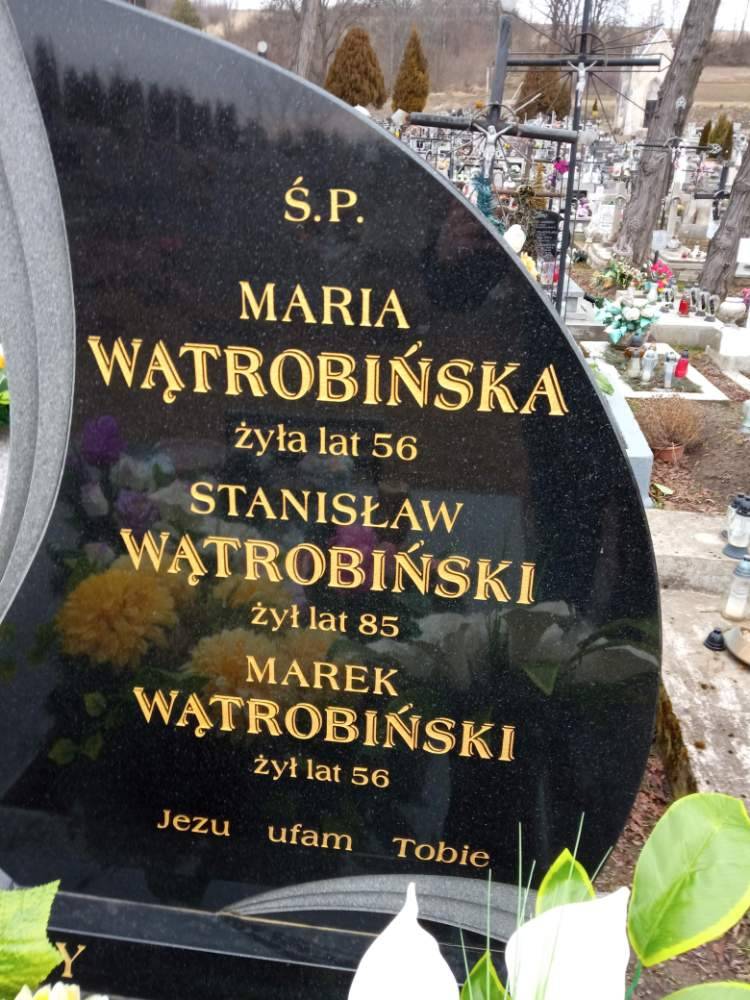 Ś.P.
MARIA
WĄTROBIŃSKA
żyła lat 56
STANISŁAW
WĄTROBIŃSKI
żył lat 85
MAREK
WĄTROBIŃSKI
żył lat 56
Jezu ufam Tobie